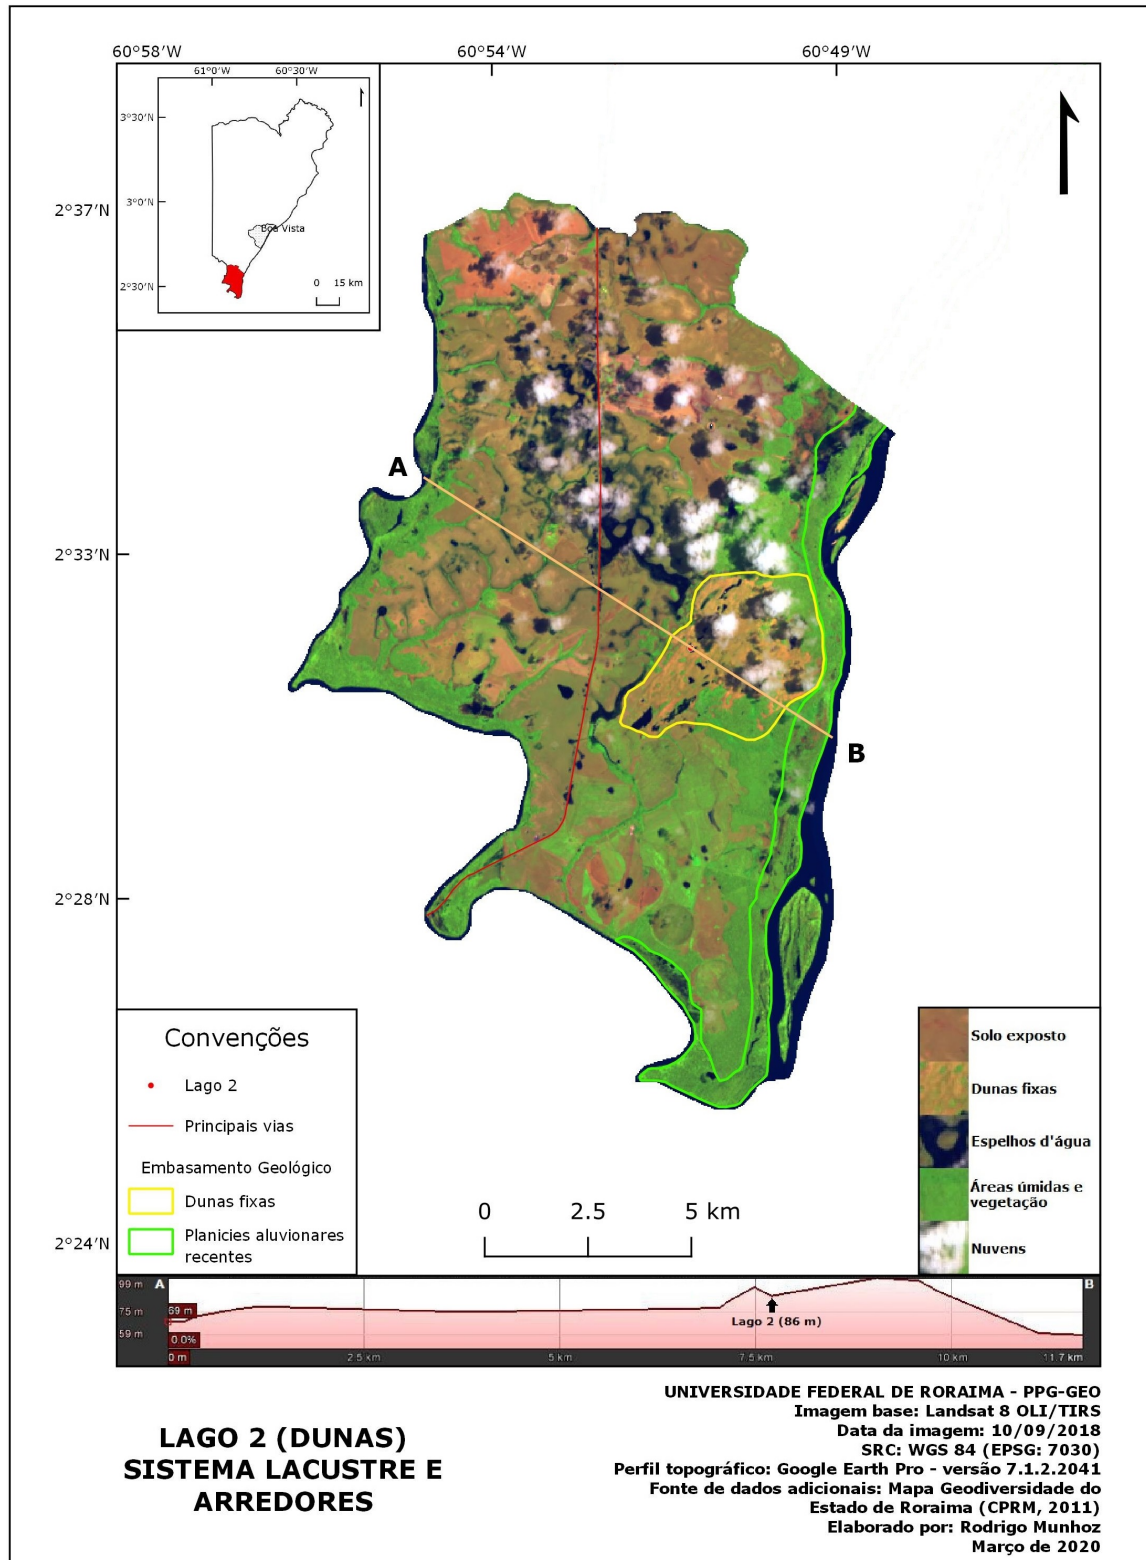 60°58′W
60°54′W
60°49′W
61°0′W
60°30′W
3°30′N
3°0′N
2°30′N
Boa Vista
0 15 km
2°37′N
2°33′N
2°28′N
2°24′N
A
B
Convenções
Lago 2
Principais vias
Embasamento Geológico
Dunas fixas
Planicies aluvionares
recentes
0 2.5 5 km
Solo exposto
Dunas fixas
Espelhos d'água
Áreas úmidas e
vegetação
Nuvens
A
B
99 m
75 m
59 m
69 m
0.0%
Lago 2 (86 m)
0 m
2.5 km
5 km
7.5 km
10 km
11.7 km
LAGO 2 (DUNAS)
SISTEMA LACUSTRE E
ARREDORES
UNIVERSIDADE FEDERAL DE RORAIMA - PPG-GEO
Imagem base: Landsat 8 OLI/TIRS
Data da imagem: 10/09/2018
SRC: WGS 84 (EPSG: 7030)
Perfil topográfico: Google Earth Pro - versão 7.1.2.2041
Fonte de dados adicionais: Mapa Geodiversidade do
Estado de Roraima (CPRM, 2011)
Elaborado por: Rodrigo Munhoz
Março de 2020